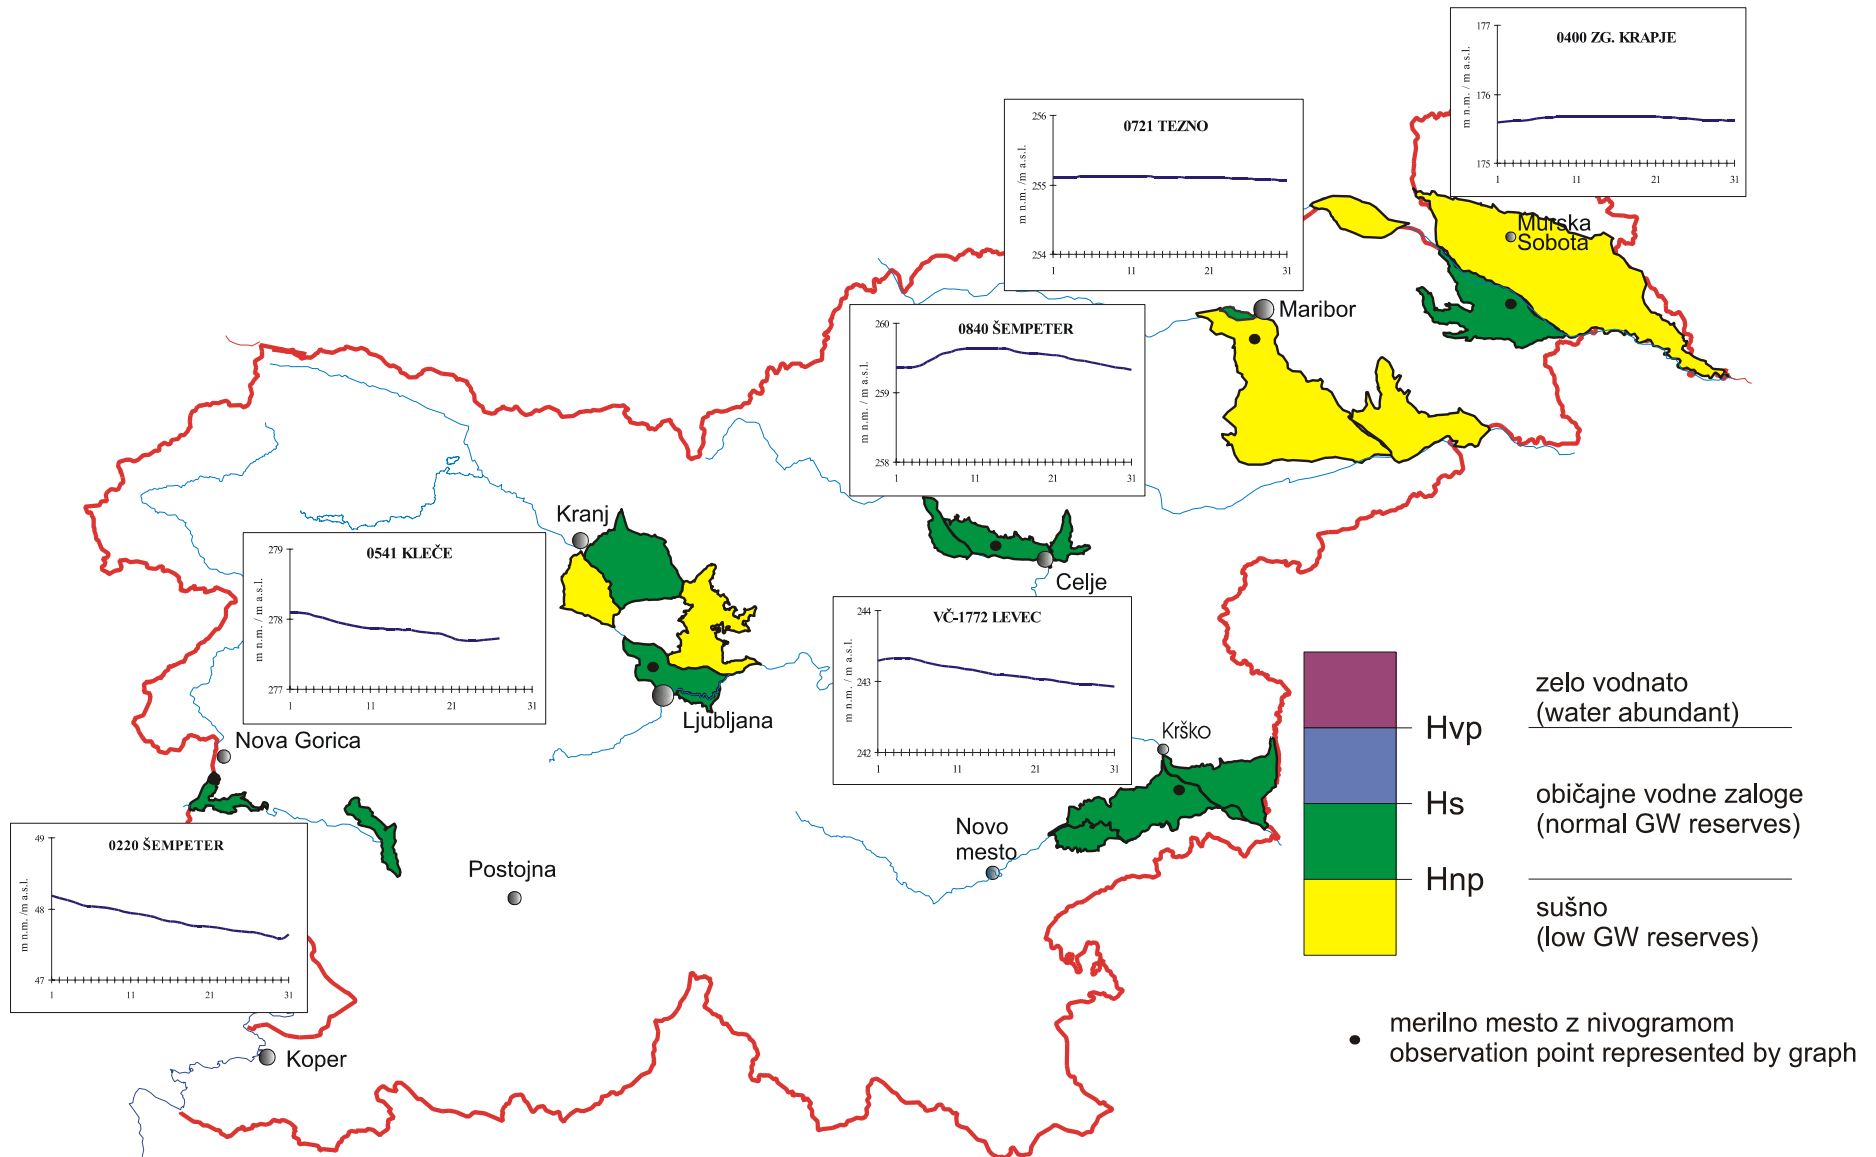 0400 ZG. KRAPJE
m n.m. / m a.s.l.
177
176
175
1
11
21
31
0721 TEZNO
m n.m. /m a.s.l.
256
255
254
1
11
21
31
Murska
Sobota
Maribor
0840 ŠEMPETER
m n.m. / m a.s.l.
260
259
258
1
11
21
31
Kranj
Celje
0541 KLEČE
m n.m. / m a.s.l.
279
278
277
1
11
21
31
VČ-1772 LEVEC
m n.m. / m a.s.l.
244
243
242
1
11
21
31
Ljubljana
Nova Gorica
Krško
Novo
mesto
0220 ŠEMPETER
m n.m. /m a.s.l.
49
48
47
1
11
21
31
Postojna
Koper
zelo vodnato
(water abundant)
Hvp
Hs
običajne vodne zaloge
(normal GW reserves)
Hnp
sušno
(low GW reserves)
merilno mesto z nivogramom
observation point represented by graph